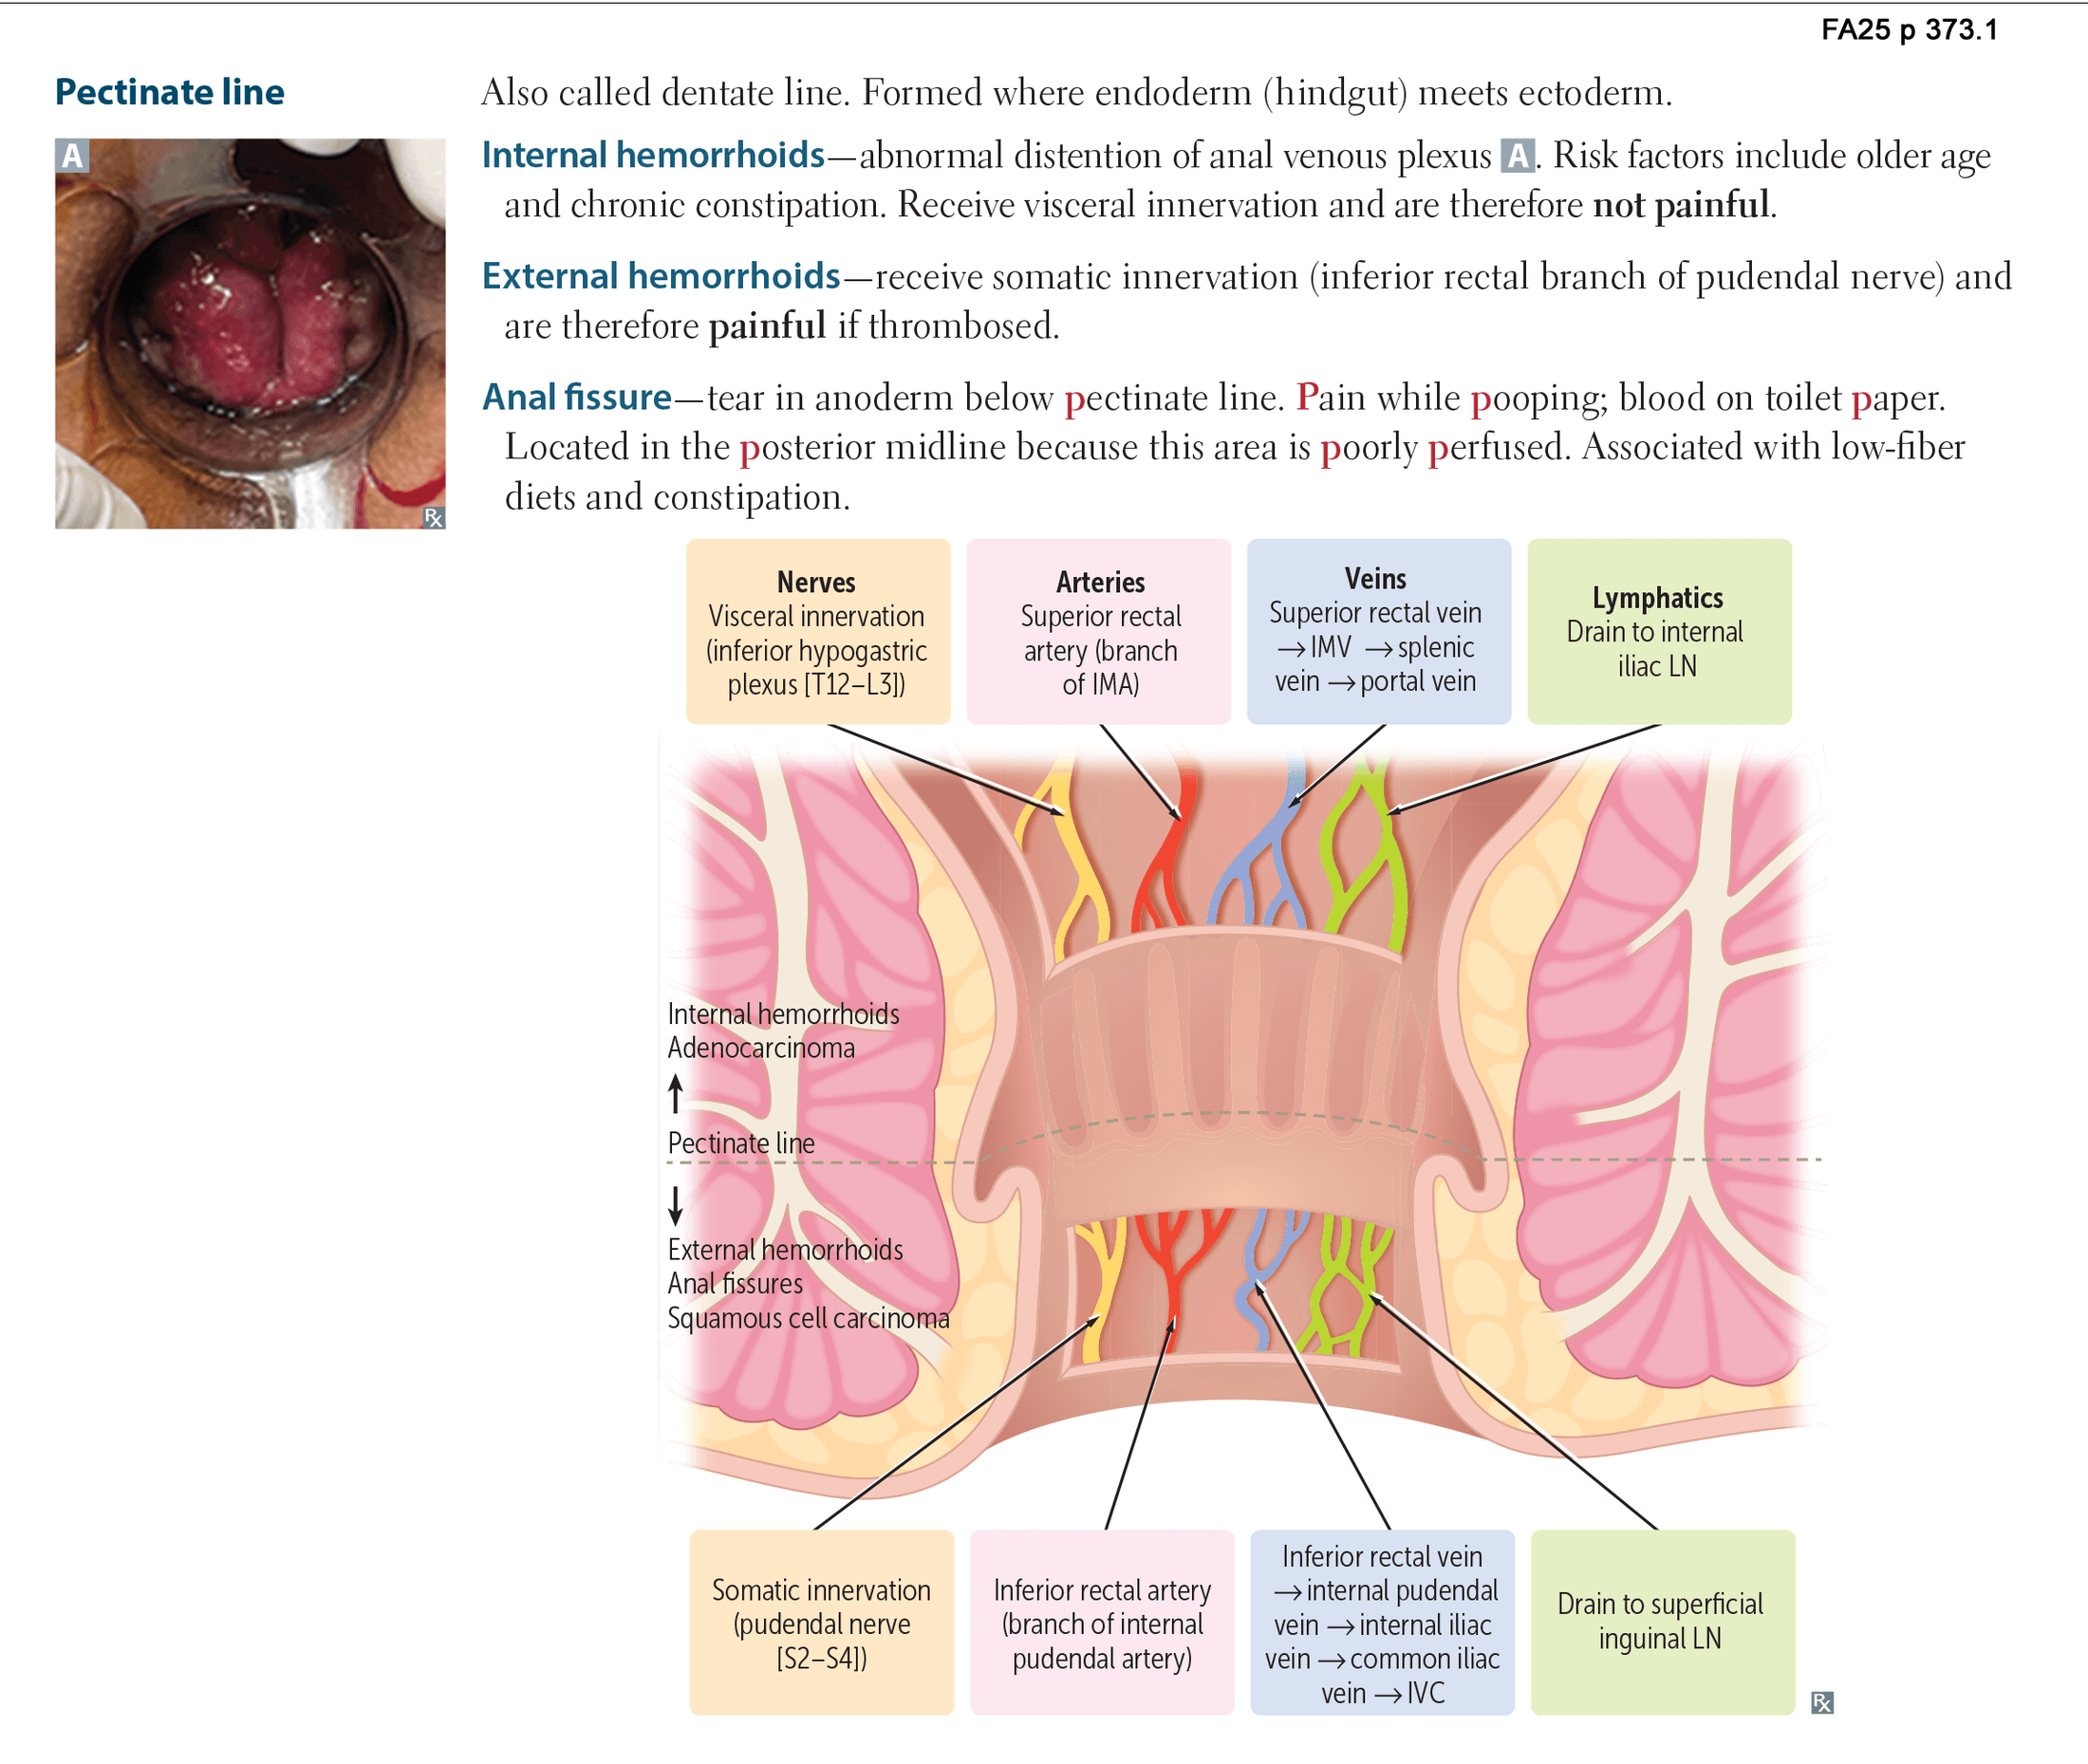 FA25 p 373.1
Pectinate line
Also called dentate line. Formed where endoderm (hindgut) meets ectoderm.
A
Internal hemorrhoids—abnormal distention of anal venous plexus A. Risk factors include older age
and chronic constipation. Receive visceral innervation and are therefore not painful.
External hemorrhoids—receive somatic innervation (inferior rectal branch of pudendal nerve) and
are therefore painful if thrombosed.
Anal fissure—tear in anoderm below pectinate line. Pain while pooping; blood on toilet paper.
Located in the posterior midline because this area is poorly perfused. Associated with low-fiber
diets and constipation.
Rx
Nerves
Visceral innervation
(inferior hypogastric
plexus [T12–L3])
Arteries
Superior rectal
artery (branch
of IMA)
Veins
Superior rectal vein
→IMV →splenic
vein →portal vein
Lymphatics
Drain to internal
iliac LN
Internal hemorrhoids
Adenocarcinoma
Pectinate line
External hemorrhoids
Anal fissures
Squamous cell carcinoma
Somatic innervation
(pudendal nerve
[S2–S4])
Inferior rectal artery
(branch of internal
pudendal artery)
Inferior rectal vein
→internal pudendal
vein →internal iliac
vein →common iliac
vein →IVC
Drain to superficial
inguinal LN
Rx